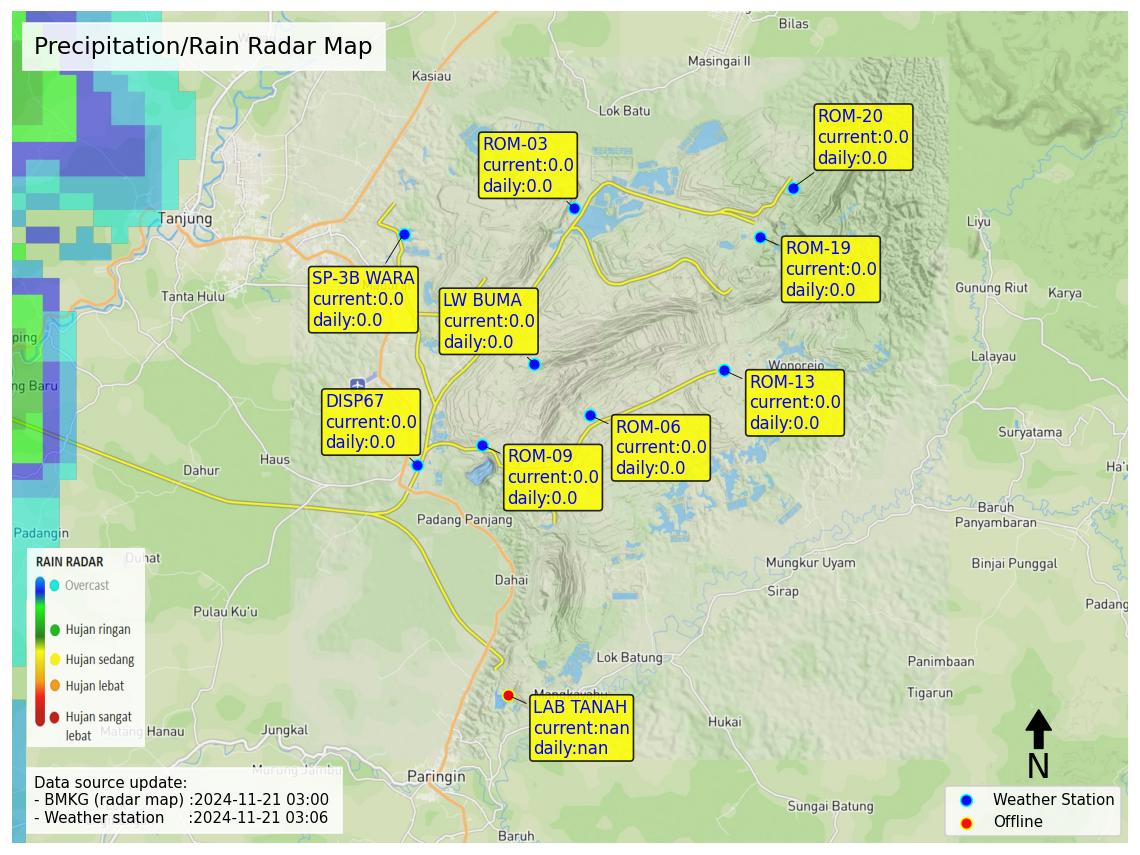 Precipitation/Rain Radar Map
Bilas
Masingai II
Kasiau
Lok Batu
ROM-20
current:0.0
daily:0.0
ROM-03
current:0.0
daily:0.0
Tanjung
Liyu
ROM-19
current:0.0
daily:0.0
SP-3B WARA
current:0.0
daily:0.0
LW BUMA
current:0.0
daily:0.0
Tanta Hulu
Gunung Riut
Karya
ping
Lalayau
Wonorejo
ng Baru
ROM-13
current:0.0
daily:0.0
DISP67
current:0.0
daily:0.0
ROM-06
current:0.0
daily:0.0
Suryatama
ROM-09
current:0.0
daily:0.0
Haus
Dahur
Ha'u
Baruh
Panyambaran
Padang Panjang
Padangin
Duhat
Mungkur Uyam
Binjai Punggal
Dahai
Sirap
Padang
Pulau Ku'u
RAIN RADAR
Overcast
Hujan ringan
Hujan sedang
Hujan lebat
Hujan sangat
lebat
Lok Batung
Panimbaan
Tigarun
Mangkayahu
LAB TANAH
current:nan
daily:nan
Hukai
Matang Hanau
Jungkal
Murung Jambu
Paringin
N
Data source update:
- BMKG (radar map) :2024-11-21 03:00
- Weather station :2024-11-21 03:06
Sungai Batung
Baruh
Weather Station
Offline